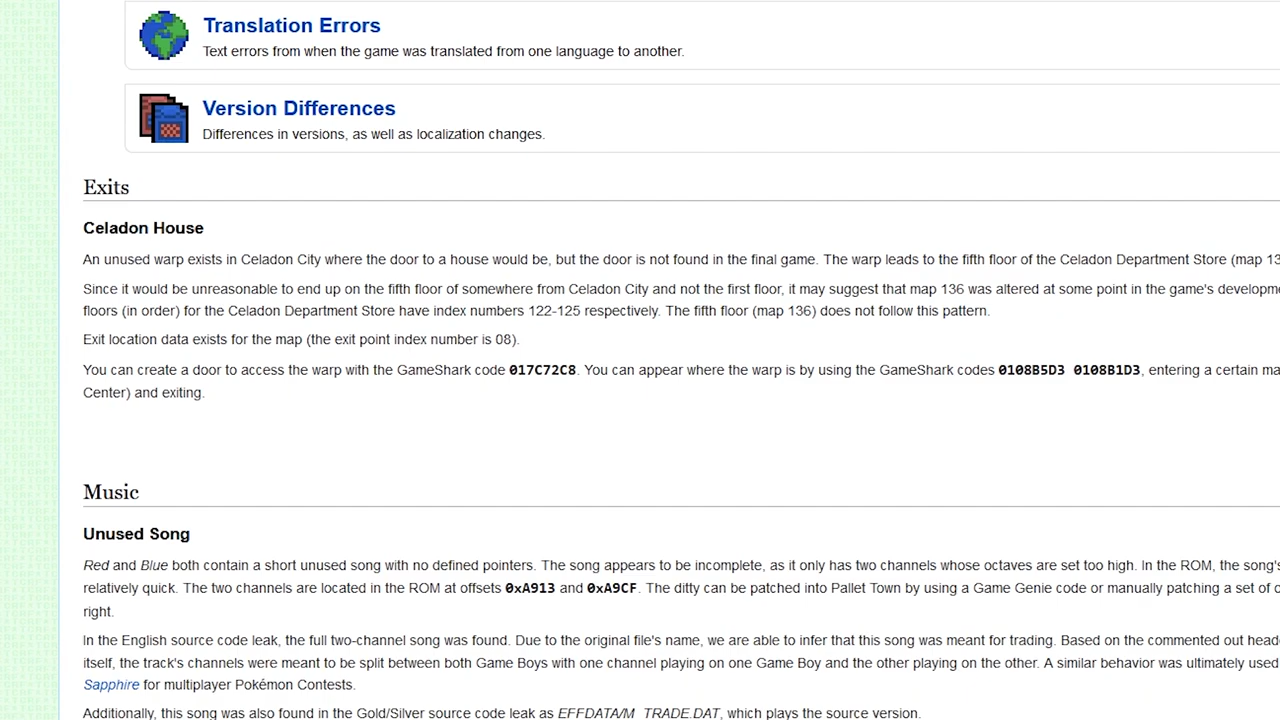 Translation Errors
Text errors from when the game was translated from one language to another.
Version Differences
Differences in versions, as well as localization changes.
Exits
Celadon House
An unused warp exists in Celadon City where the door to a house would be, but the door is not found in the final game. The warp leads to the fifth floor of the Celadon Department Store (map
Since it would be unreasonable to end up on the fifth floor of somewhere from Celadon City and not the first floor, it may suggest that map 136 was altered at some point in the game's
floors (in order) for the Celadon Department Store have index numbers 122-125 respectively. The fifth floor (map 136) does not follow this pattern.
Exit location data exists for the map (the exit point index number is 08).
You can create a door to access the warp with the GameShark code 017C72C8. You can appear where the warp is by using the GameShark codes 0108B5D3 0108B1D3, entering a certain
Center) and exiting.
Music
Unused Song
Red and Blue both contain a short unused song with no defined pointers. The song appears to be incomplete, as it only has two channels whose octaves are set too high. In the ROM, the song's
relatively quick. The two channels are located in the ROM at offsets 0xA913 and 0xA9CF. The ditty can be patched into Pallet Town by using a Game Genie code or manually patching a set of
right.
In the English source code leak, the full two-channel song was found. Due to the original file's name, we are able to infer that this song was meant for trading. Based on the commented out
itself, the track's channels were meant to be split between both Game Boys with one channel playing on one Game Boy and the other playing on the other. A similar behavior was ultimately used
Sapphire for multiplayer Pokémon Contests.
Additionally, this song was also found in the Gold/Silver source code leak as EFFDATA/M_TRADE.DAT, which plays the source version.